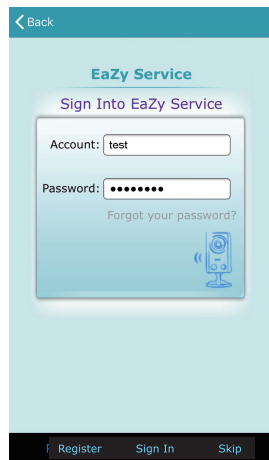 Back
EaZy Service
Sign Into EaZy Service
Account: test
Password: ••••••••
Forgot your password?
Register Sign In Skip